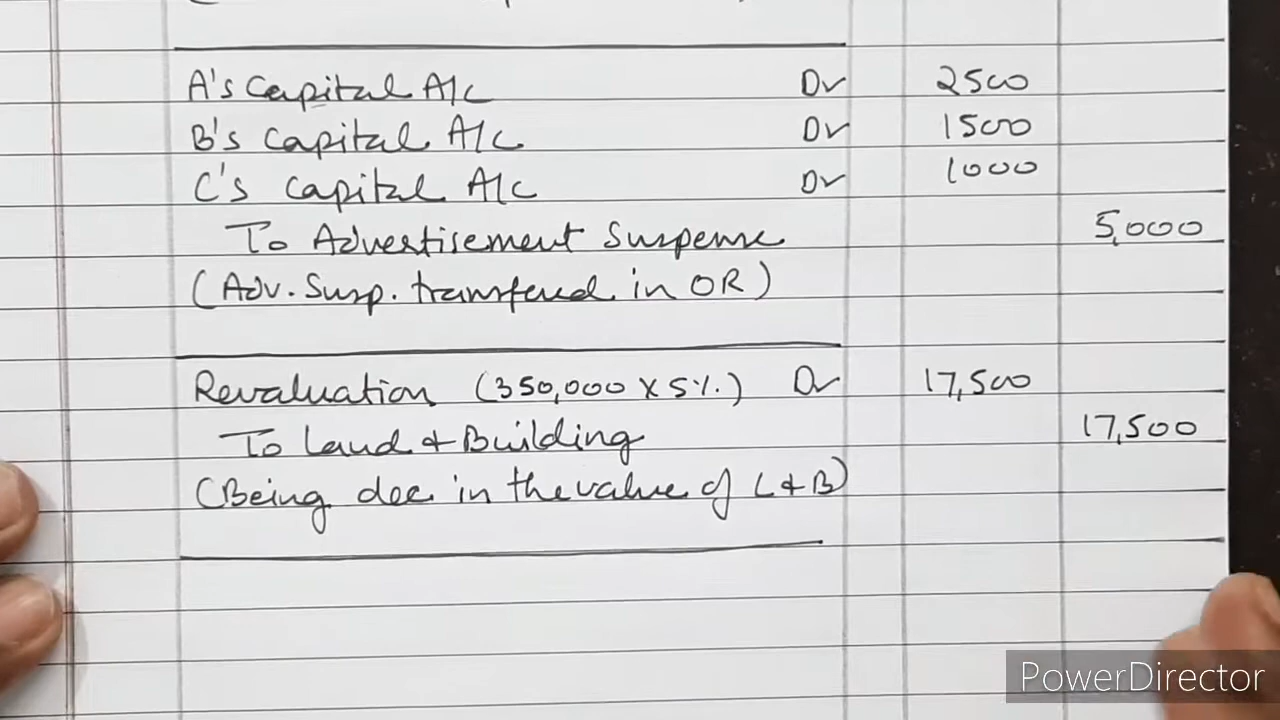 A's Capital A/c Dr 2500
B's Capital A/c Dr 1500
C's Capital A/c Dr 1000
To Advertisement Suspense 5,000
(Adv. Susp. transfered in OR)
Revaluation (350,000 x 5%.) Dr 17,500
To Land & Building 17,500
(Being dec in the value of L & B)
PowerDirector